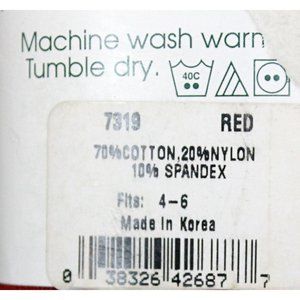 Machine wash warm
Tumble dry.
40C
7319 RED
70%COTTON,20%NYLON
10% SPANDEX
Fits: 4-6
Made in Korea
0 38326 42687 7